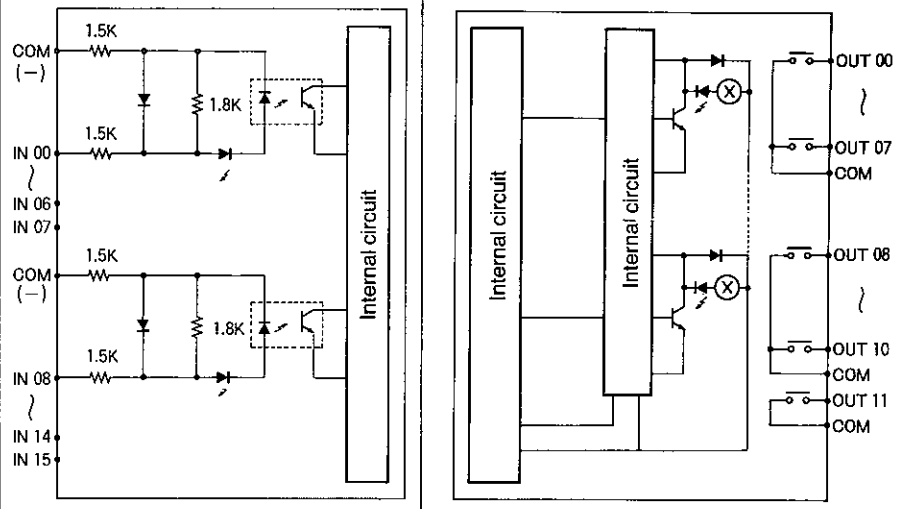 1.5K
COM
(−)
1.8K
1.5K
IN 00
IN 06
IN 07
1.5K
COM
(−)
1.8K
1.5K
IN 08
IN 14
IN 15
Internal circuit
Internal circuit
Internal circuit
X
X
OUT 00
OUT 07
COM
OUT 08
OUT 10
COM
OUT 11
COM